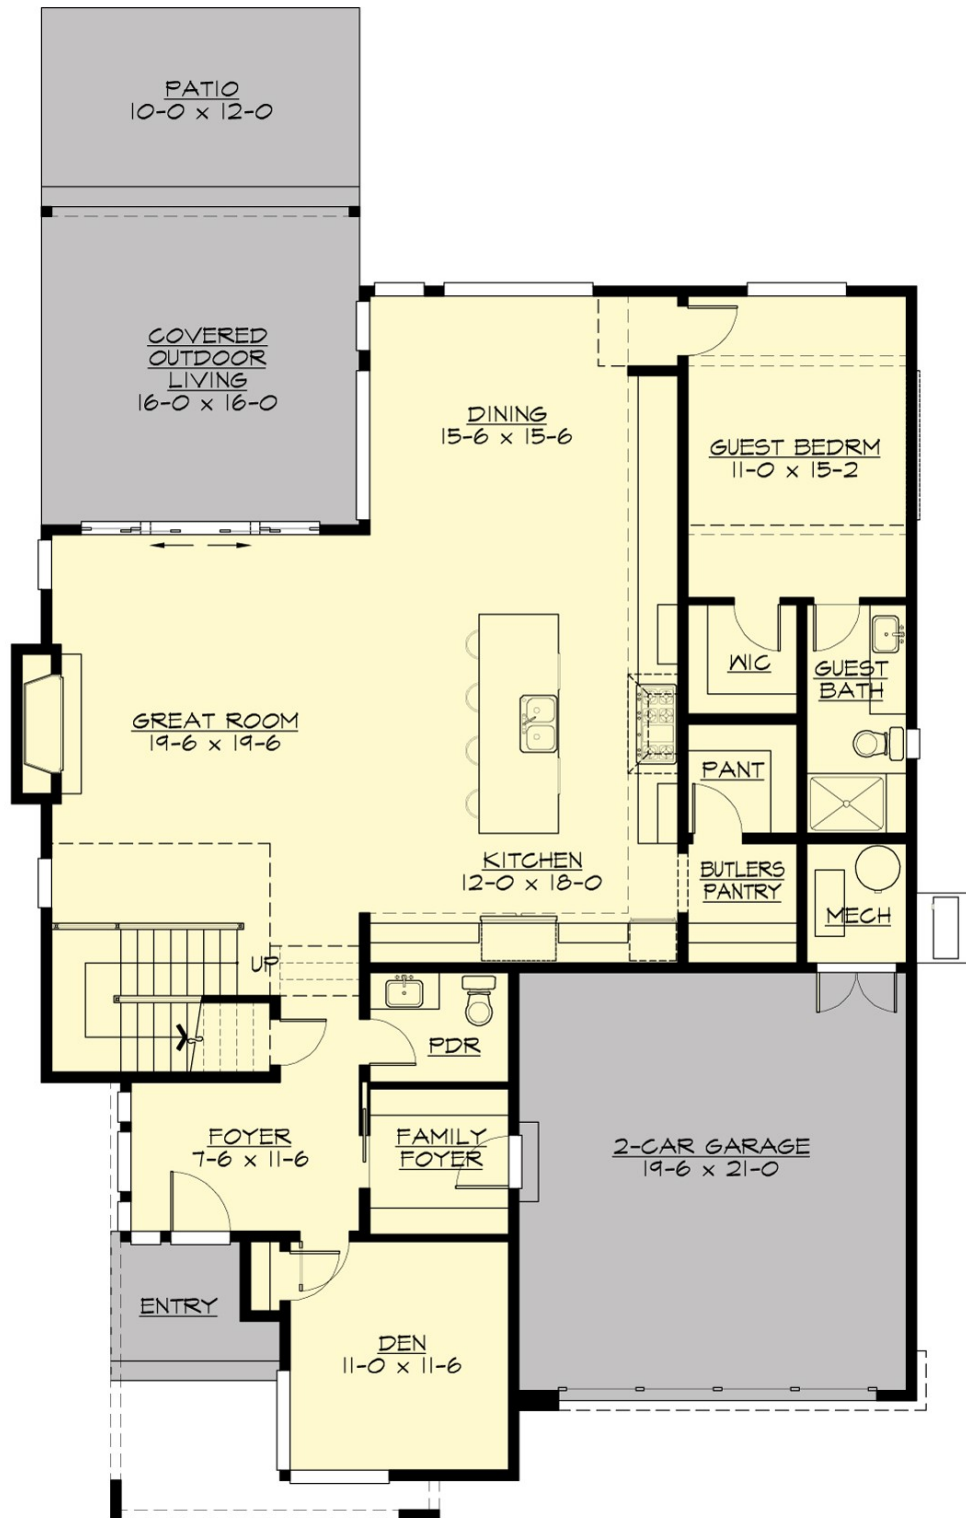 PATIO
10-0 x 12-0
COVERED
OUTDOOR
LIVING
16-0 x 16-0
DINING
15-6 x 15-6
GUEST BEDRM
11-0 x 15-2
WIC
GUEST
BATH
GREAT ROOM
19-6 x 19-6
PANT
KITCHEN
12-0 x 18-0
BUTLERS
PANTRY
MECH
UP
PDR
FOYER
7-6 x 11-6
FAMILY
FOYER
2-CAR GARAGE
19-6 x 21-0
ENTRY
DEN
11-0 x 11-6